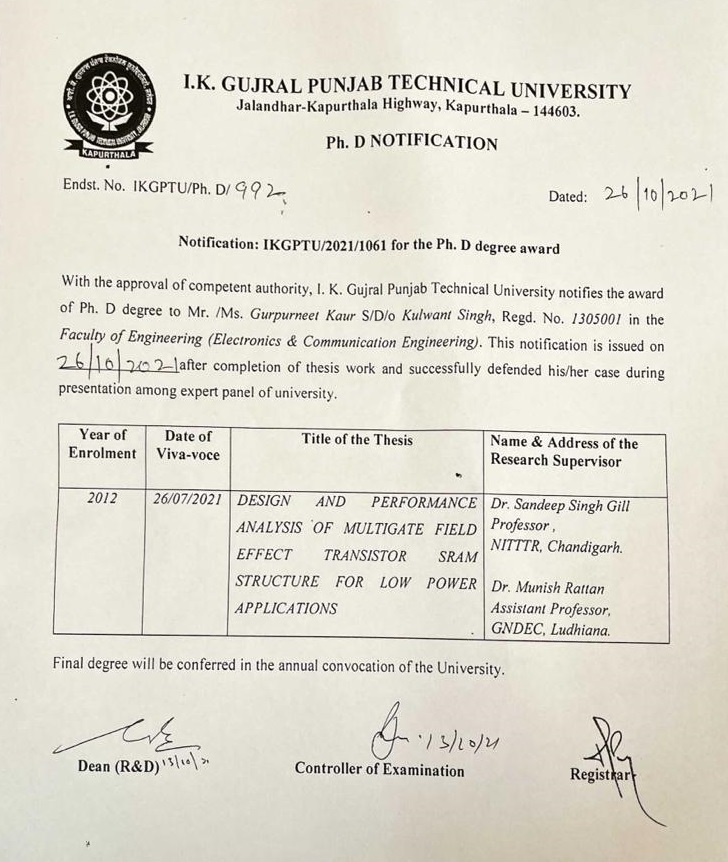 KAPURTHALA
I.K. GUJRAL PUNJAB TECHNICAL UNIVERSITY
Jalandhar-Kapurthala Highway, Kapurthala – 144603.
Ph. D NOTIFICATION
Endst. No. IKGPTU/Ph. D/ 992
Dated: 26/10/2021
Notification: IKGPTU/2021/1061 for the Ph. D degree award
With the approval of competent authority, I. K. Gujral Punjab Technical University notifies the award
of Ph. D degree to Mr. /Ms. Gurpurneet Kaur S/D/o Kulwant Singh, Regd. No. 1305001 in the
Faculty of Engineering (Electronics & Communication Engineering). This notification is issued on
26/10/2021 after completion of thesis work and successfully defended his/her case during
presentation among expert panel of university.
Year of Enrolment
Date of Viva-voce
Title of the Thesis
Name & Address of the Research Supervisor
2012
26/07/2021
DESIGN AND PERFORMANCE
ANALYSIS OF MULTIGATE FIELD
EFFECT TRANSISTOR SRAM
STRUCTURE FOR LOW POWER
APPLICATIONS
Dr. Sandeep Singh Gill
Professor,
NITTTR, Chandigarh.
Dr. Munish Rattan
Assistant Professor,
GNDEC, Ludhiana.
Final degree will be conferred in the annual convocation of the University.
Dean (R&D) 13/10/21
13/10/21
Controller of Examination
Registrar